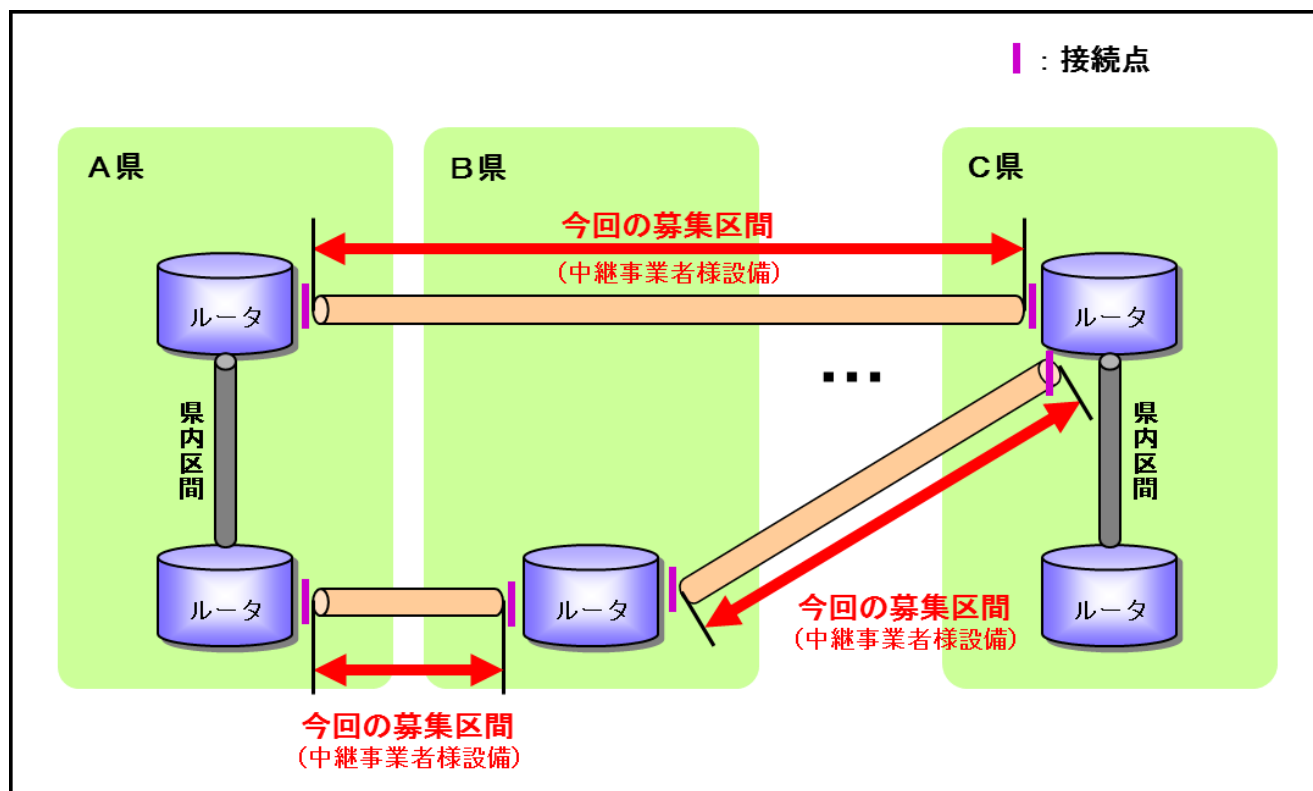 ：接続点
Ａ県
Ｂ県
Ｃ県
今回の募集区間
（中継事業者様設備）
ルータ
ルータ
県内区間
県内区間
ルータ
ルータ
ルータ
今回の募集区間
（中継事業者様設備）
今回の募集区間
（中継事業者様設備）